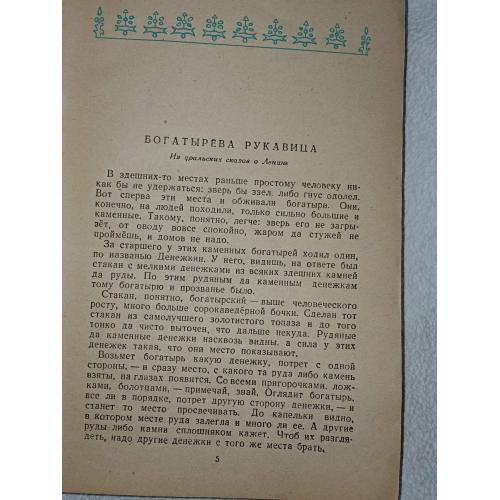 БОГАТЫРЁВА РУКАВИЦА
Из уральских сказов о Ленине
В здешних-то местах раньше простому человеку ни-
как бы не удержаться: зверь бы заел либо гнус одолел.
Вот сперва эти места и обживали богатыри. Они,
конечно, на людей походили, только сильно большие и
каменные. Такому, понятно, легче: зверь его не загры-
зёт, от оводу вовсе спокойно, жаром да стужей не
проймёшь, и домов не надо.
За старшего у этих каменных богатырей ходил один,
по названью Денежкин. У него, видишь, на ответе был
стакан с мелкими денежками из всяких здешних камней
да руды. По этим рудяным да каменным денежкам
тому богатырю и прозванье было.
Стакан, понятно, богатырский — выше человеческого
росту, много больше сорокаведёрной бочки. Сделан тот
стакан из самолучшего золотистого топаза и до того
тонко да чисто выточен, что дальше некуда. Рудяные
да каменные денежки насквозь видны, а сила у этих
денежек такая, что они место показывают.
Возьмет богатырь какую денежку, потрет с одной
стороны, — и сразу место, с какого та руда либо камень
взяты, на глазах появится. Со всеми пригорочками, лож-
ками, болотцами, — примечай, знай. Оглядит богатырь,
все ли в порядке, потрет другую сторону денежки, — и
станет то место просвечивать. До капельки видно,
в котором месте руда залегла и много ли ее. А другие
руды либо камни сплошняком кажет. Чтоб их разгля-
деть, надо другие денежки с того же места брать.
5